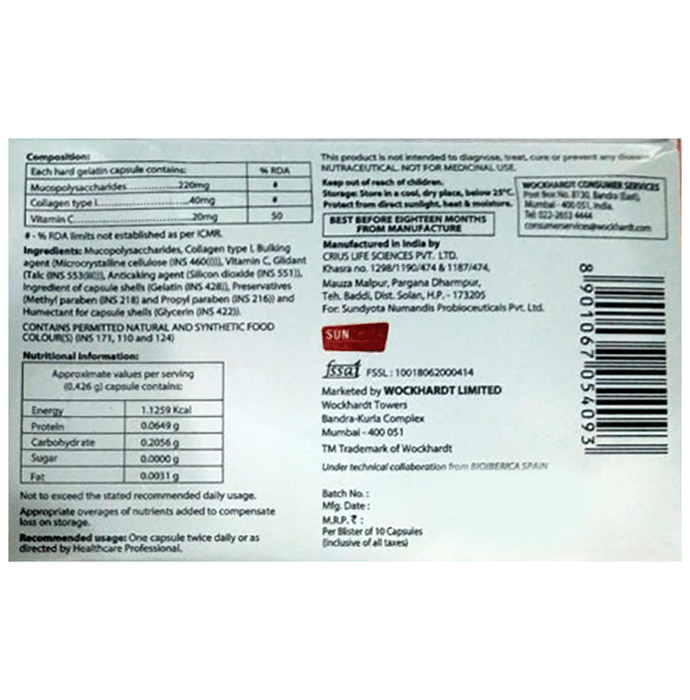 Composition:
Each hard gelatin capsule contains: % RDA
Mucopolysaccharides..................220mg #
Collagen type I..........................40mg #
Vitamin C..................................20mg 50
# - % RDA limits not established as per ICMR.
Ingredients: Mucopolysaccharides, Collagen type I, Bulking
agent (Microcrystalline cellulose (INS 460(i))), Vitamin C, Glidant
(Talc (INS 553(iii))), Anticaking agent (Silicon dioxide (INS 551)),
Ingredient of capsule shells (Gelatin (INS 428)), Preservatives
(Methyl paraben (INS 218) and Propyl paraben (INS 216)) and
Humectant for capsule shells (Glycerin (INS 422)).
CONTAINS PERMITTED NATURAL AND SYNTHETIC FOOD
COLOUR(S) (INS 171, 110 and 124)
Nutritional Information:
Approximate values per serving
(0.426 g) capsule contains:
Energy 1.1259 Kcal
Protein 0.0649 g
Carbohydrate 0.2056 g
Sugar 0.0000 g
Fat 0.0031 g
Not to exceed the stated recommended daily usage.
Appropriate overages of nutrients added to compensate
loss on storage.
Recommended usage: One capsule twice daily or as
directed by Healthcare Professional.
This product is not intended to diagnose, treat, cure or prevent any disease
NUTRACEUTICAL. NOT FOR MEDICINAL USE.
Keep out of reach of children.
Storage: Store in a cool, dry place, below 25°C.
Protect from direct sunlight, heat & moisture.
BEST BEFORE EIGHTEEN MONTHS
FROM MANUFACTURE
WOCKHARDT CONSUMER SERVICES
Post Box No. 8130, Bandra (East),
Mumbai - 400 051, India.
Tel: 022-2653 4444
consumerservices@wockhardt.com
Manufactured in India by
CRIUS LIFE SCIENCES PVT. LTD.
Khasra no. 1298/1190/474 & 1187/474,
Mauza Malpur, Pargana Dharmpur,
Teh. Baddi, Dist. Solan, H.P. - 173205
For: Sundyota Numandis Probioceuticals Pvt. Ltd.
SUN
fssai FSSL : 10018062000414
Marketed by WOCKHARDT LIMITED
Wockhardt Towers
Bandra-Kurla Complex
Mumbai - 400 051
TM Trademark of Wockhardt
Under technical collaboration from BIOIBERICA SPAIN
Batch No. :
Mfg. Date :
M.R.P. ₹ :
Per Blister of 10 Capsules
(Inclusive of all taxes)
8 901067 054093